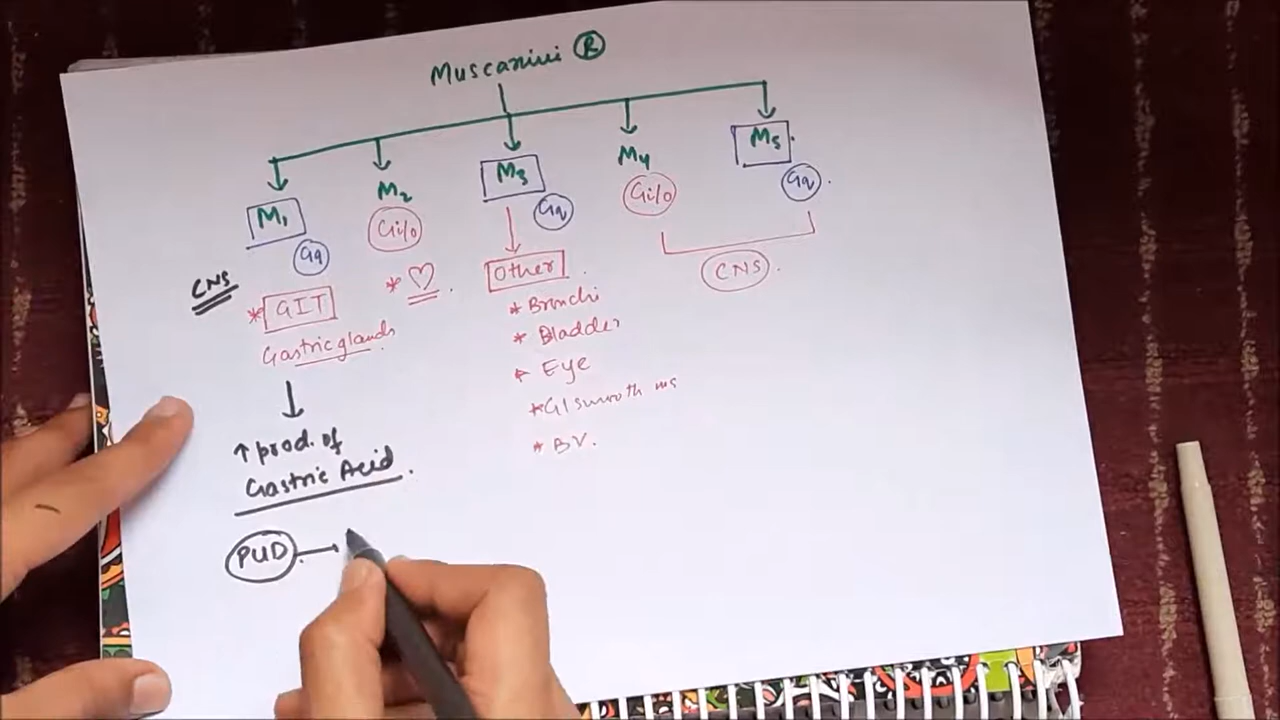 Muscarinic R
M1 M2 M3 M4 M5
Gq Gi/o Gq Gi/o Gq
CNS
* GIT
Gastric glands
↑ prod. of
Gastric Acid.
PUD →
* ♡.
Other.
* Bronchi
* Bladder
* Eye
* GI smooth ms
* BV.
CNS.